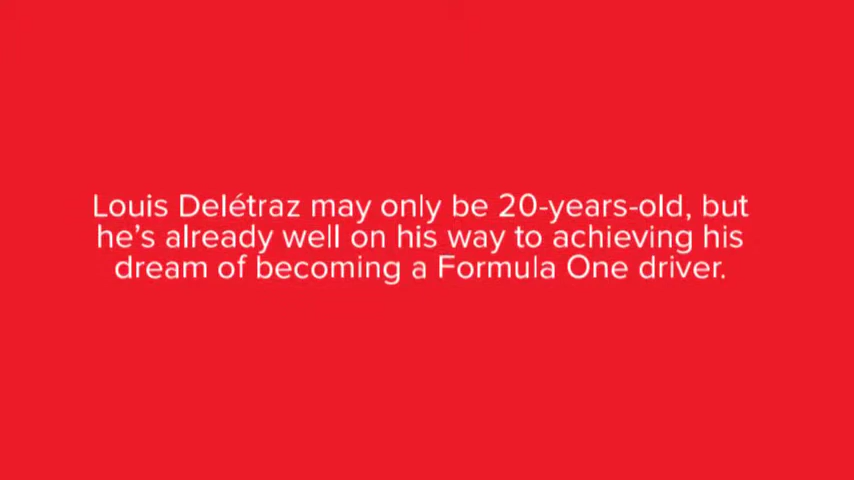 Louis Delétraz may only be 20-years-old, but
he’s already well on his way to achieving his
dream of becoming a Formula One driver.